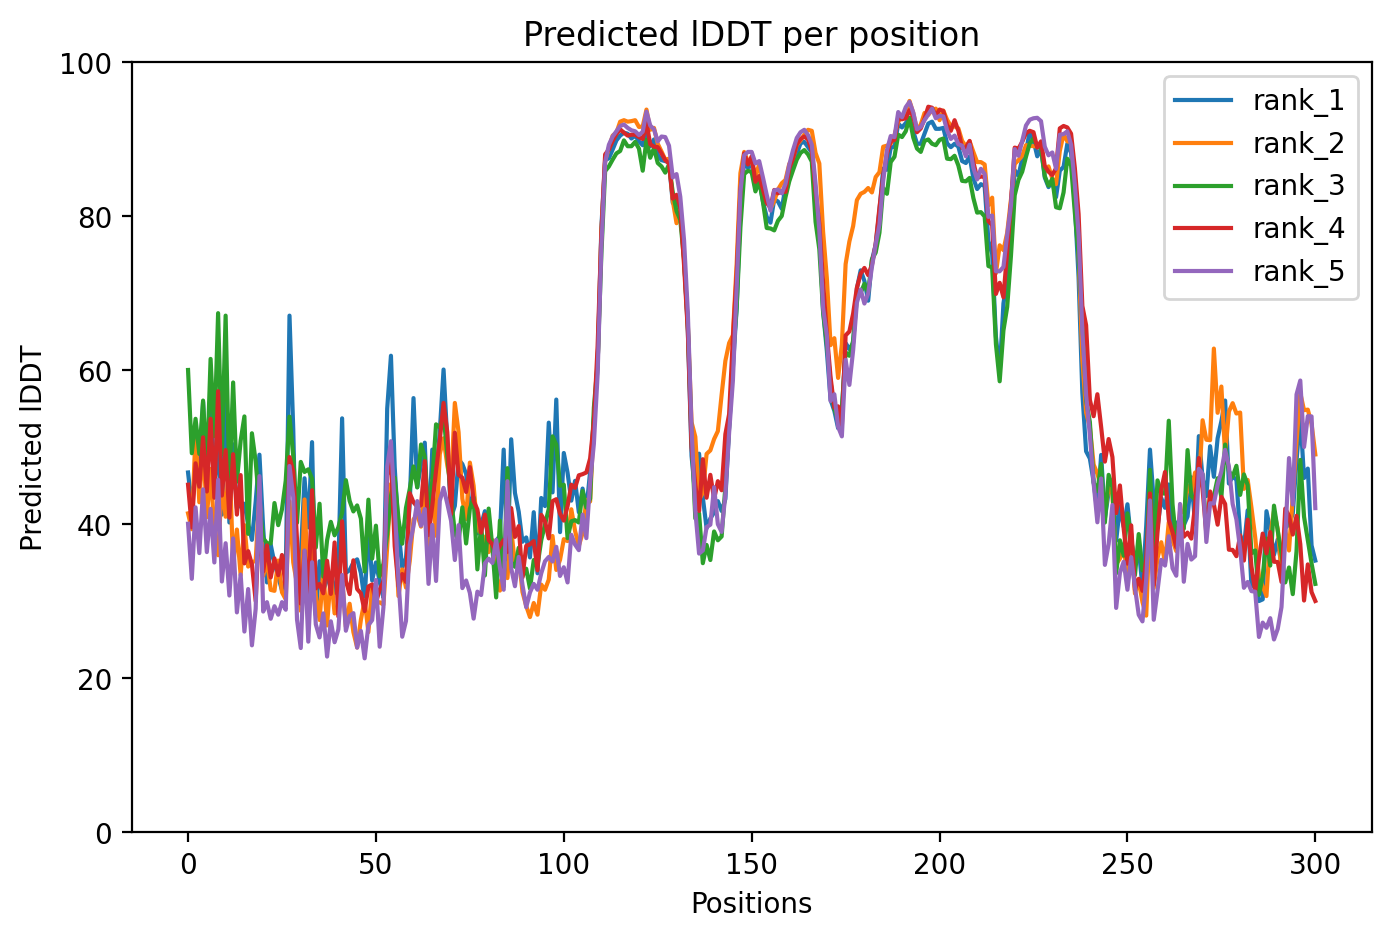 Predicted lDDT per position
100
80
60
40
20
0
Predicted lDDT
0 50 100 150 200 250 300
Positions
rank_1
rank_2
rank_3
rank_4
rank_5